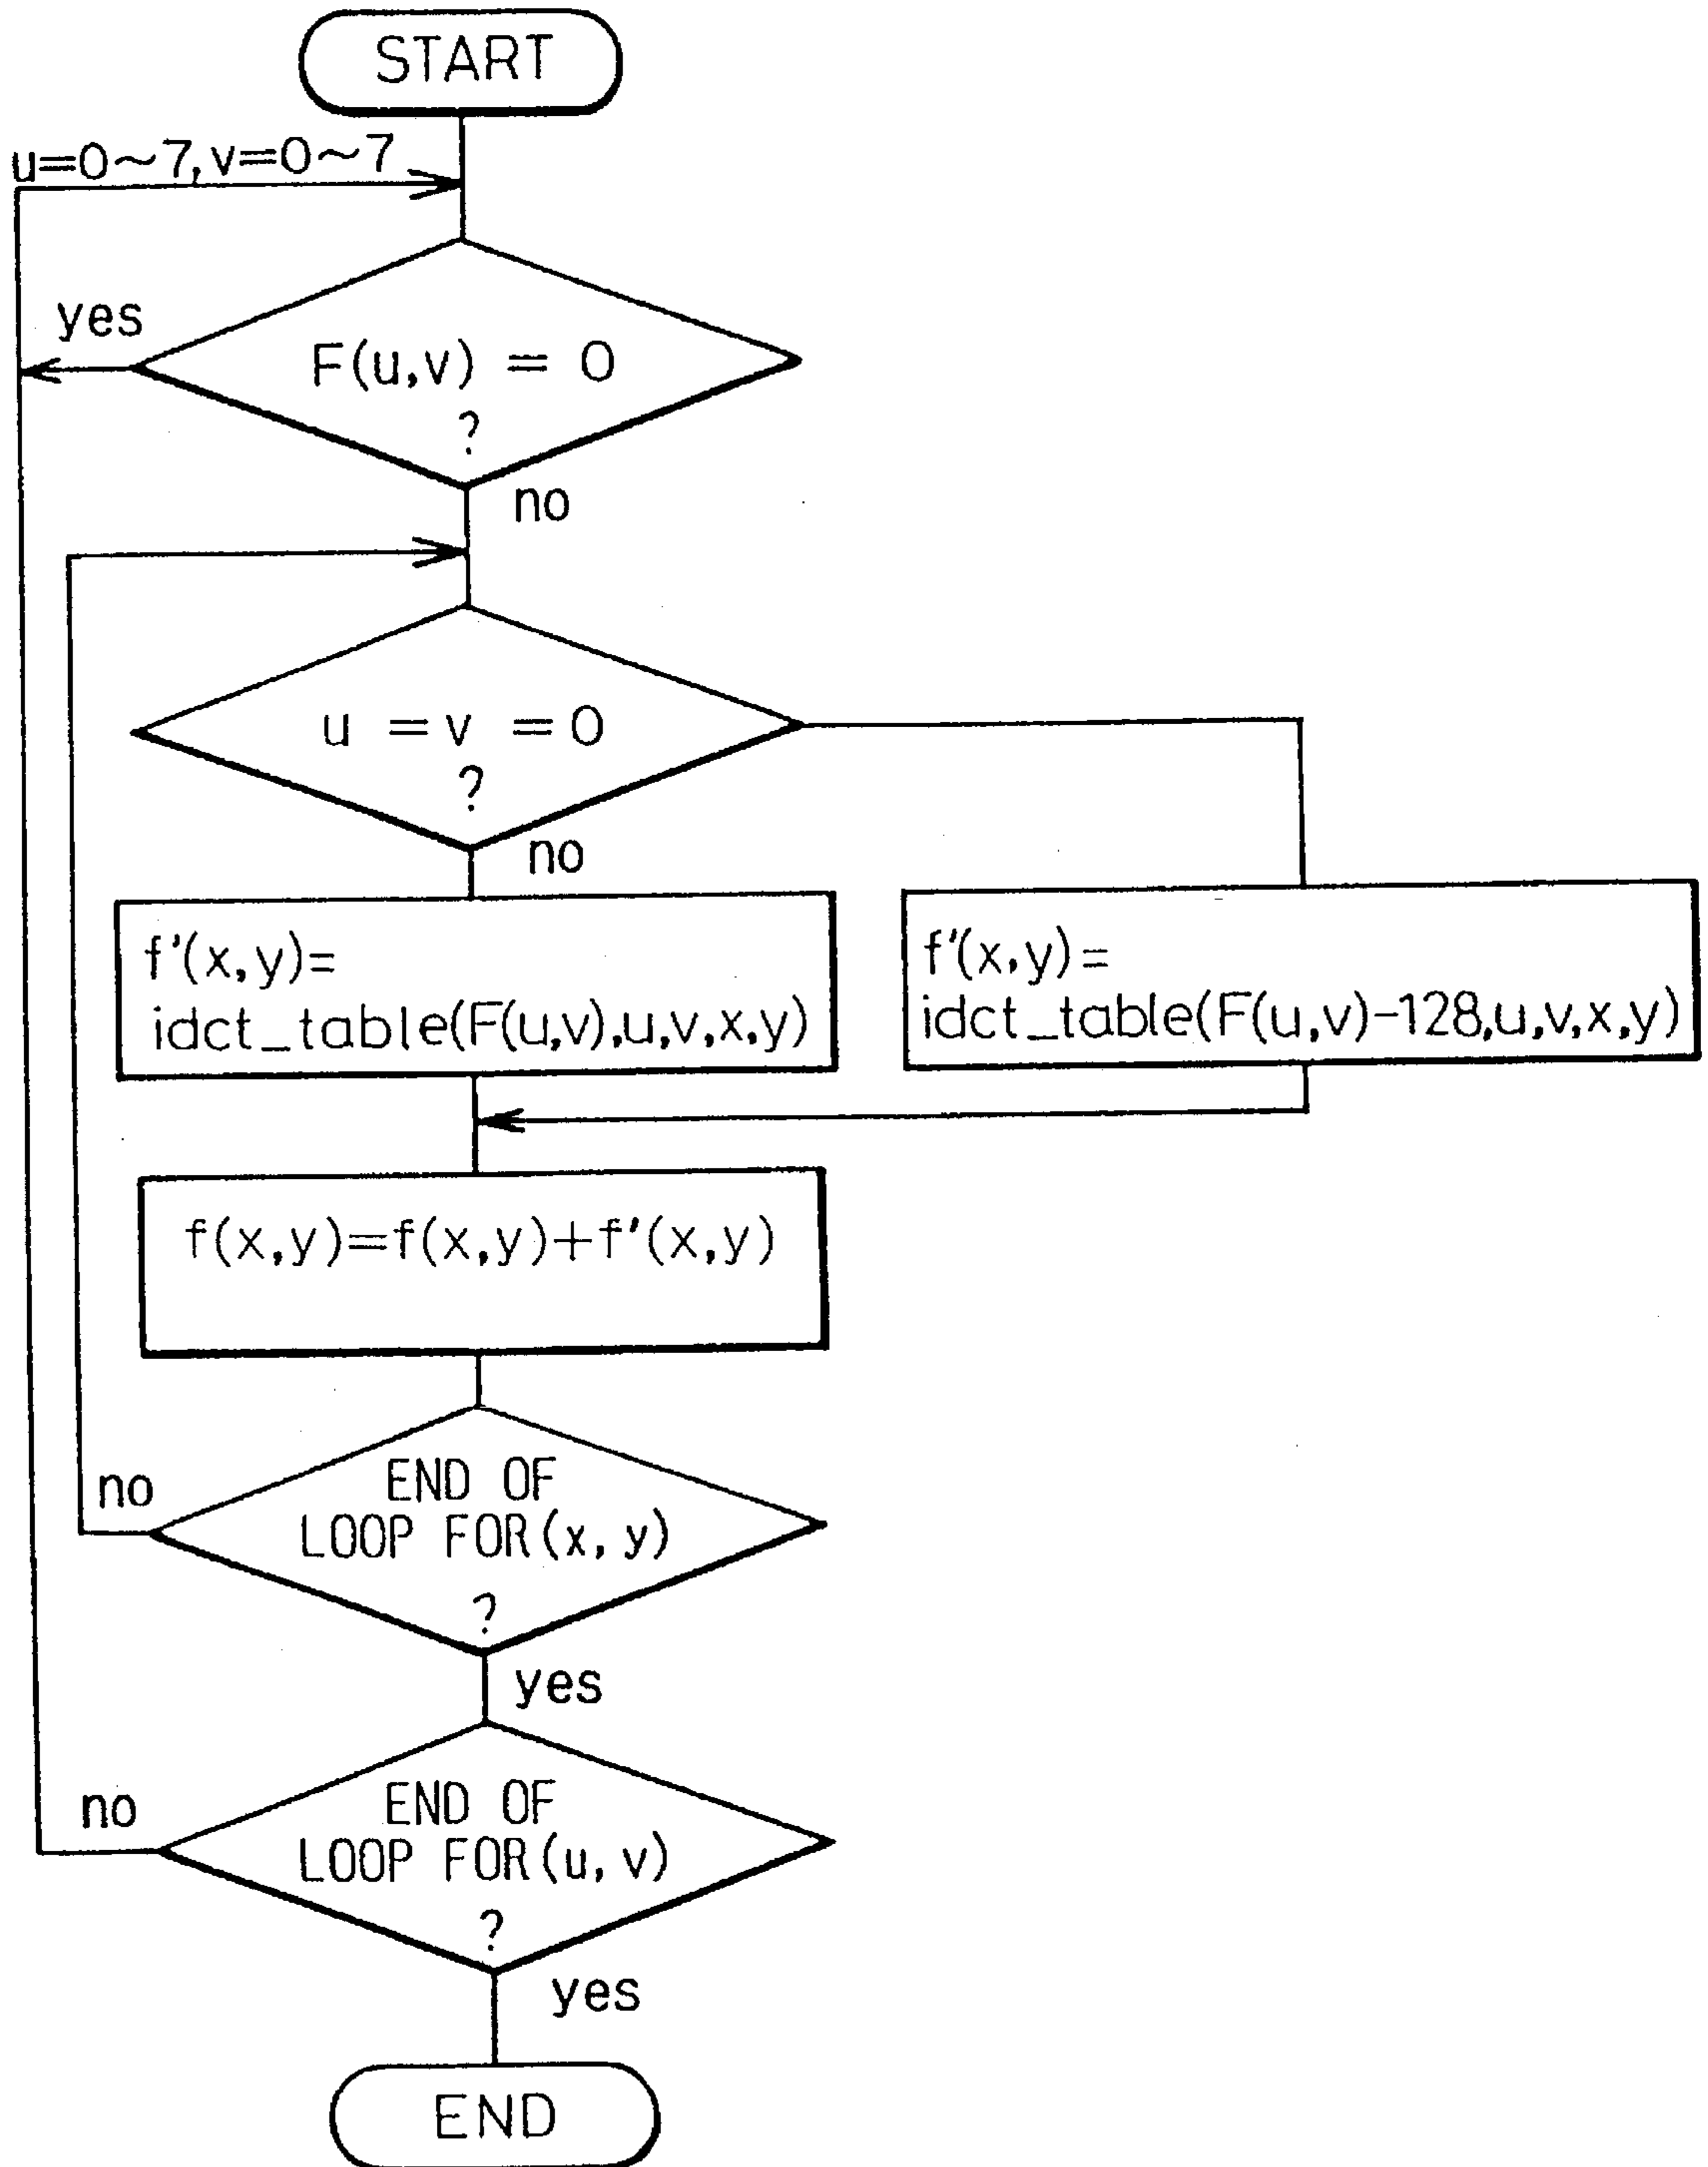 START
u=0~7,v=0~7
yes
F(u,v) = 0
?
no
u = v = 0
?
no
f'(x,y)=
idct_table(F(u,v),u,v,x,y)
f'(x,y)=
idct_table(F(u,v)-128,u,v,x,y)
f(x,y)=f(x,y)+f'(x,y)
END OF
LOOP FOR(x,y)
?
no
yes
END OF
LOOP FOR(u,v)
?
no
yes
END